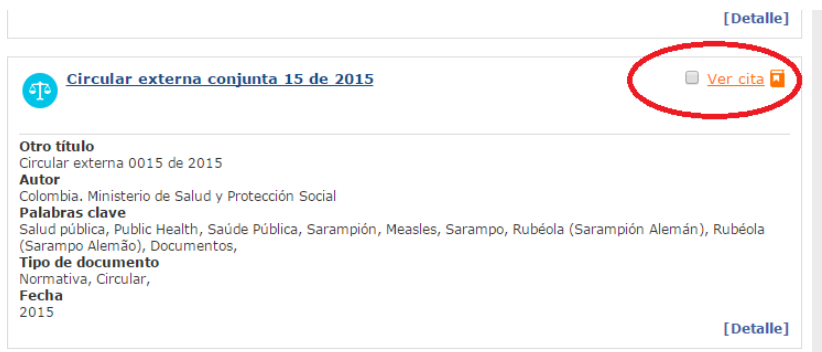 [Detalle]
Circular externa conjunta 15 de 2015
Ver cita
Otro título
Circular externa 0015 de 2015
Autor
Colombia. Ministerio de Salud y Protección Social
Palabras clave
Salud pública, Public Health, Saúde Pública, Sarampión, Measles, Sarampo, Rubéola (Sarampión Alemán), Rubéola
(Sarampo Alemão), Documentos,
Tipo de documento
Normativa, Circular,
Fecha
2015
[Detalle]